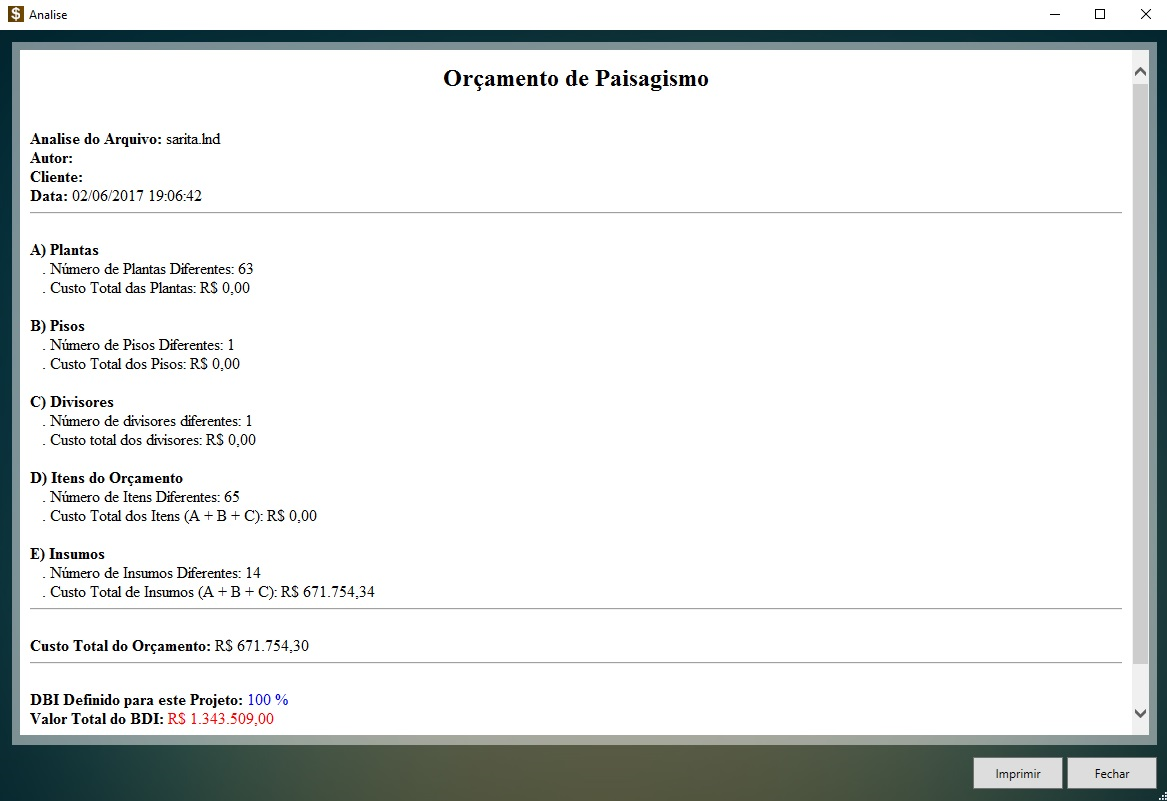 $ Analise
Orçamento de Paisagismo
Analise do Arquivo: sarita.lnd
Autor:
Cliente:
Data: 02/06/2017 19:06:42
A) Plantas
. Número de Plantas Diferentes: 63
. Custo Total das Plantas: R$ 0,00
B) Pisos
. Número de Pisos Diferentes: 1
. Custo Total dos Pisos: R$ 0,00
C) Divisores
. Número de divisores diferentes: 1
. Custo total dos divisores: R$ 0,00
D) Itens do Orçamento
. Número de Itens Diferentes: 65
. Custo Total dos Itens (A + B + C): R$ 0,00
E) Insumos
. Número de Insumos Diferentes: 14
. Custo Total de Insumos (A + B + C): R$ 671.754,34
Custo Total do Orçamento: R$ 671.754,30
DBI Definido para este Projeto: 100 %
Valor Total do BDI: R$ 1.343.509,00
Imprimir Fechar